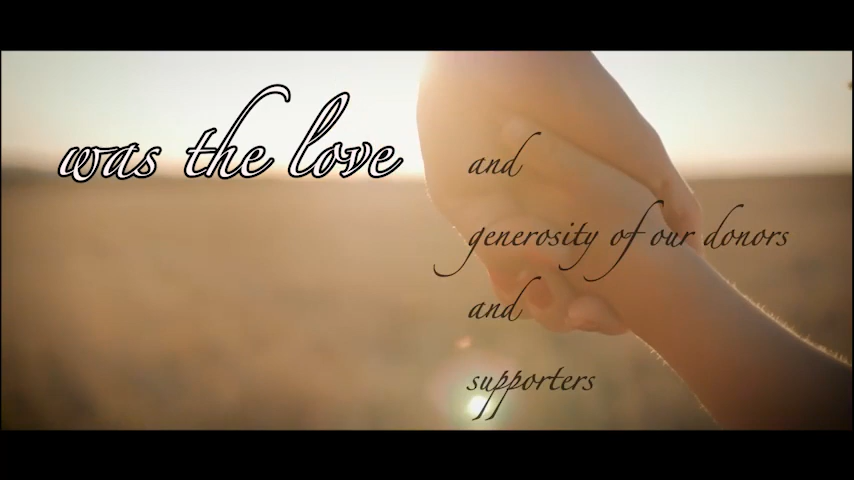 was the love
and
generosity of our donors
and
supporters